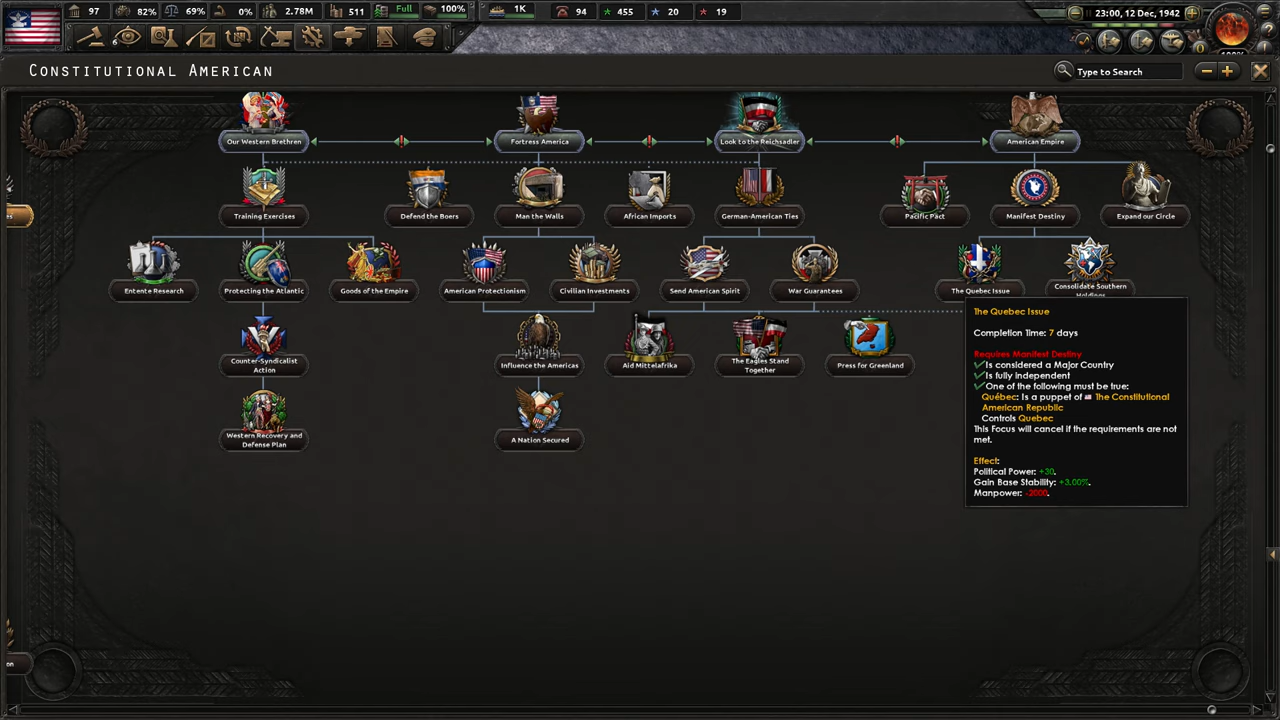 97 82% 69% 0% 2.78M 511 Full 100% 1K 94 455 20 19 23:00, 12 Dec, 1942
0
Constitutional American
Type to Search
Our Western Brethren Fortress America Look to the Reichsadler American Empire
Training Exercises Defend the Boers Man the Walls African Imports German-American Ties Pacific Pact Manifest Destiny Expand our Circle
Entente Research Protecting the Atlantic Goods of the Empire American Protectionism Civilian Investments Send American Spirit War Guarantees The Quebec Issue Consolidate Southern
Holdings
The Quebec Issue
Completion Time: 7 days
Requires Manifest Destiny
Is considered a Major Country
Is fully independent
One of the following must be true:
Québec: Is a puppet of The Constitutional
American Republic
Controls Quebec
This Focus will cancel if the requirements are not
met.
Effect:
Political Power: +30.
Gain Base Stability: +3.00%.
Manpower: -2000.
Counter-Syndicalist
Action
Influence the Americas
Aid Mittelafrika
The Eagles Stand
Together
Press for Greenland
Western Recovery and
Defense Plan
A Nation Secured